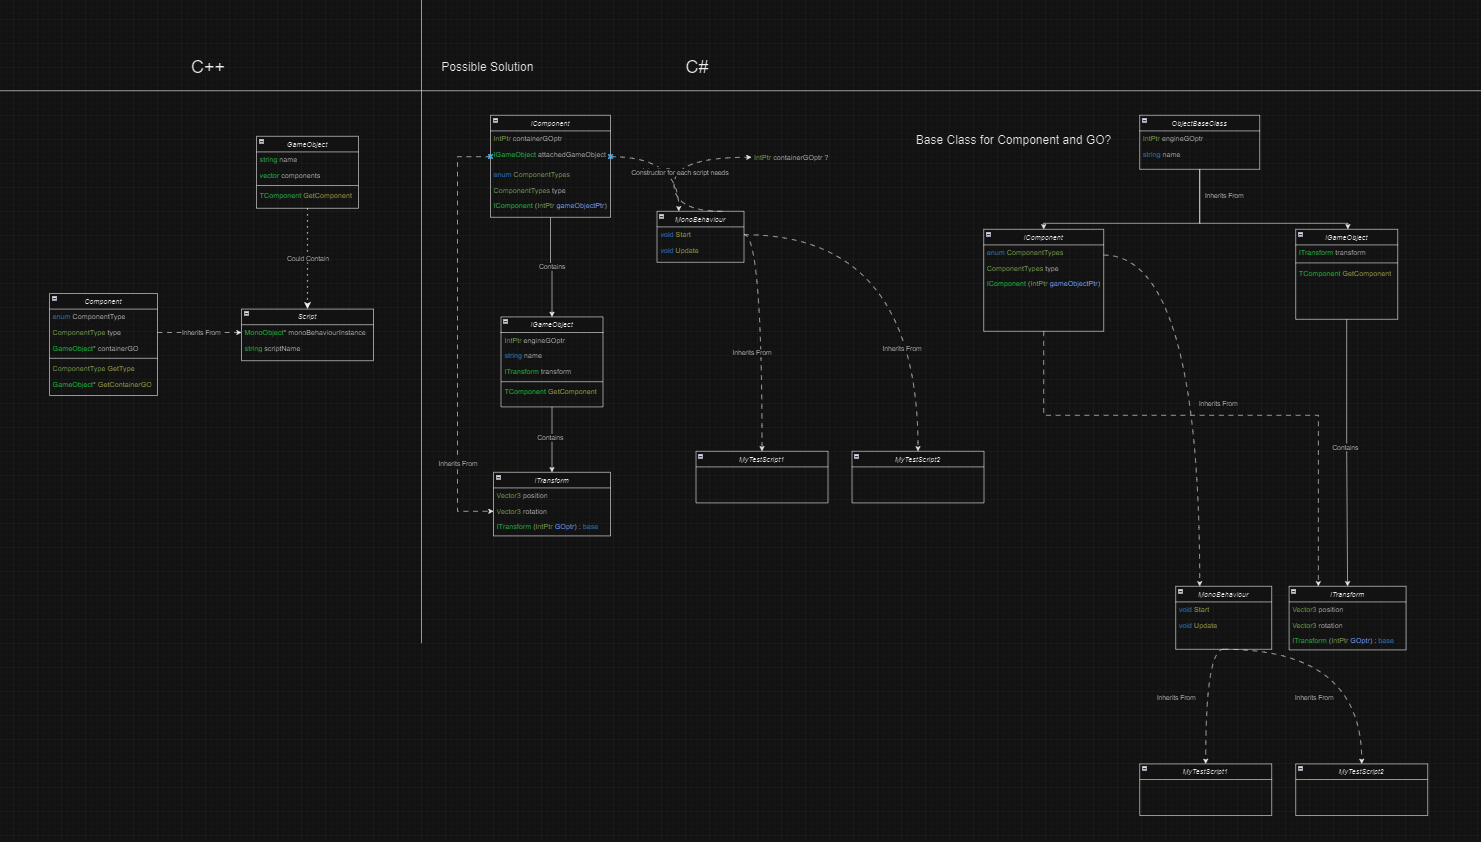 C++
Possible Solution
C#
GameObject
string name
vector components
TComponent GetComponent
Could Contain
Component
enum ComponentType
ComponentType type
GameObject* containerGO
ComponentType GetType
GameObject* GetContainerGO
Inherits From
Script
MonoObject* monoBehaviourInstance
string scriptName
IComponent
IntPtr containerGOptr
IGameObject attachedGameObject
enum ComponentTypes
ComponentTypes type
IComponent (IntPtr gameObjectPtr)
Contains
IGameObject
IntPtr engineGOptr
string name
ITransform transform
TComponent GetComponent
Contains
Inherits From
ITransform
Vector3 position
Vector3 rotation
ITransform (IntPtr GOptr) : base
IntPtr containerGOptr ?
Constructor for each script needs
MonoBehaviour
void Start
void Update
Inherits From
Inherits From
MyTestScript1
MyTestScript2
Base Class for Component and GO?
ObjectBaseClass
IntPtr engineGOptr
string name
Inherits From
IComponent
enum ComponentTypes
ComponentTypes type
IComponent (IntPtr gameObjectPtr)
IGameObject
ITransform transform
TComponent GetComponent
Inherits From
Contains
MonoBehaviour
void Start
void Update
ITransform
Vector3 position
Vector3 rotation
ITransform (IntPtr GOptr) : base
Inherits From
Inherits From
MyTestScript1
MyTestScript2